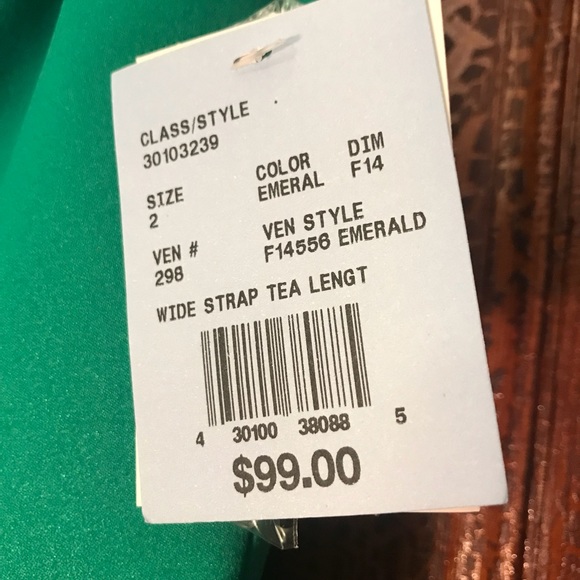 CLASS/STYLE
30103239
SIZE
2
COLOR
EMERAL
DIM
F14
VEN #
298
VEN STYLE
F14556 EMERALD
WIDE STRAP TEA LENGT
4 30100 38088 5
$99.00